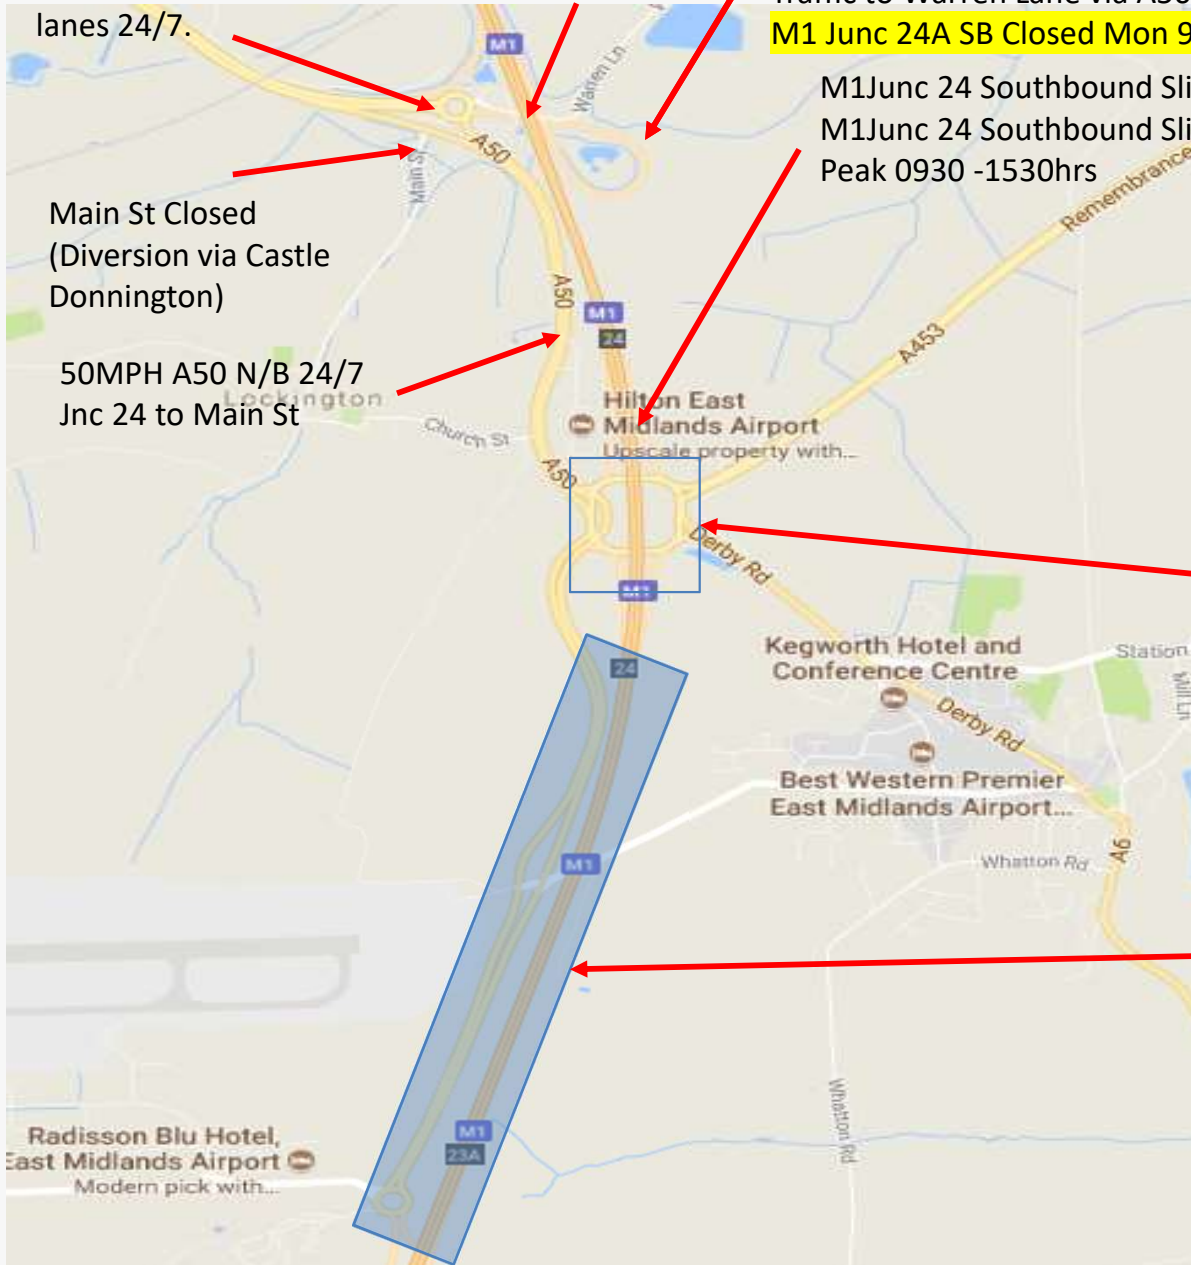 lanes 24/7.
M1 Junc 24A SB Closed Mon 9
M1
Warren Ln
M1Junc 24 Southbound Sli
M1Junc 24 Southbound Sli
Peak 0930 -1530hrs
A50
Main St
Remembrance
Main St Closed
(Diversion via Castle
Donnington)
M1
A50
M1
24
A453
50MPH A50 N/B 24/7
Jnc 24 to Main St
Lockington
Hilton East
Midlands Airport
Upscale property with...
Church St
A50
Derby Rd
M1
Kegworth Hotel and
Conference Centre
Station
24
Derby Rd
Best Western Premier
East Midlands Airport...
A6
Whatton Rd
M1
Whatton Rd
M1
23A
Radisson Blu Hotel,
East Midlands Airport
Modern pick with...